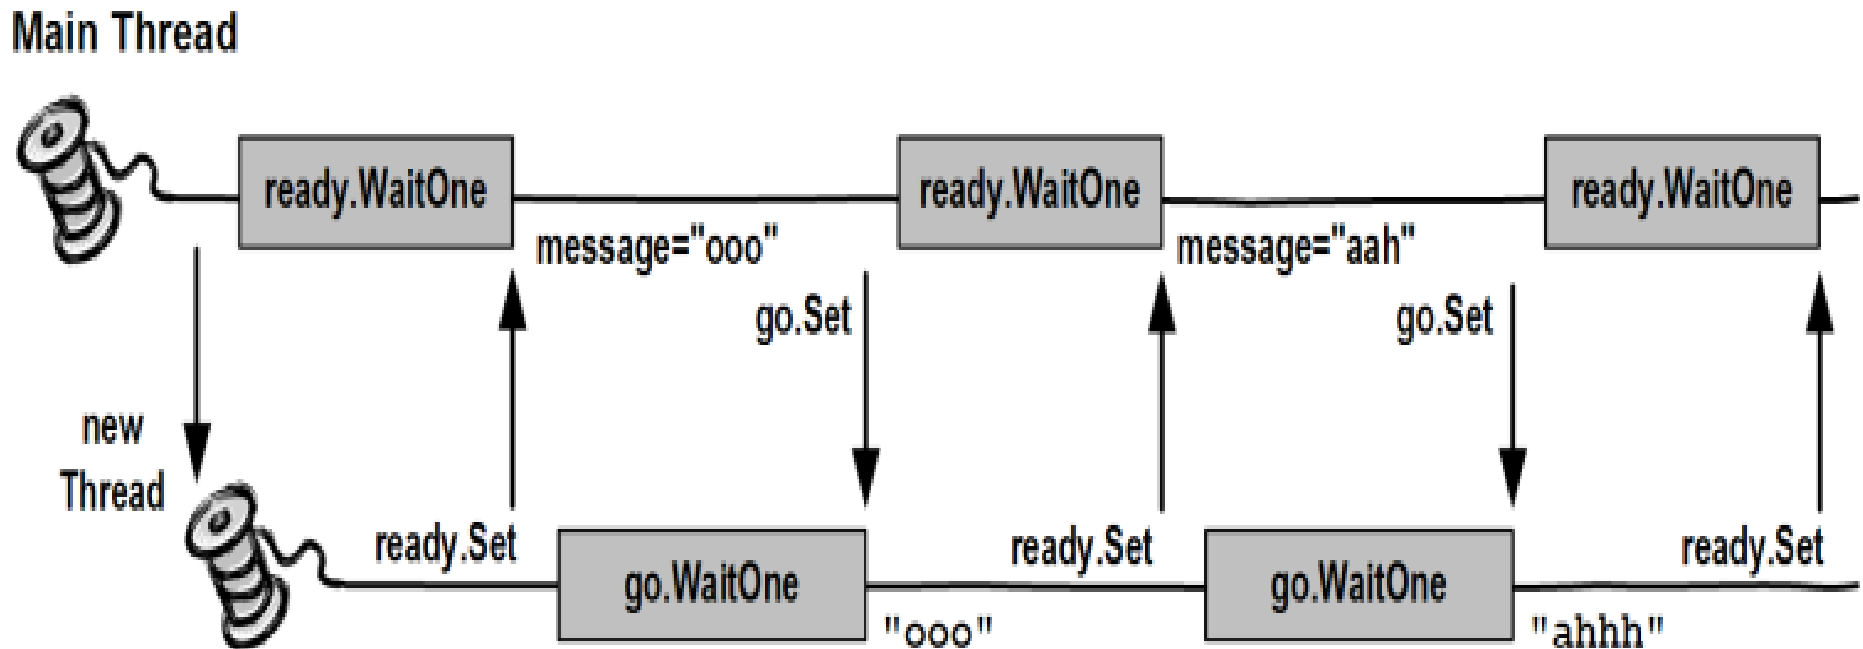 Main Thread
ready.WaitOne
ready.WaitOne
ready.WaitOne
message="ooo"
message="aah"
go.Set
go.Set
new
Thread
ready.Set
ready.Set
ready.Set
go.WaitOne
go.WaitOne
"ooo"
"ahhh"